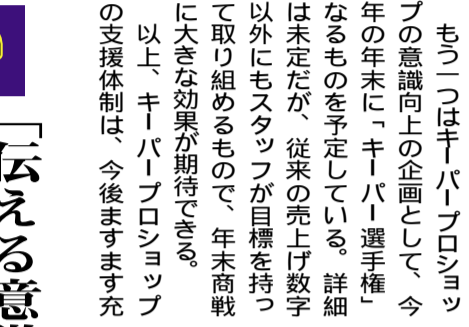 もう一つはキーパープロショッ
プの意識向上の企画として、今
年の年末に「キーパー選手権」
なるものを予定している。詳細
は未定だが、従来の売上げ数字
以外にもスタッフが目標を持っ
て取り組めるもので、年末商戦
に大きな効果が期待できる。
以上、キーパープロショップ
の支援体制は、今後ますます充
「伝える意